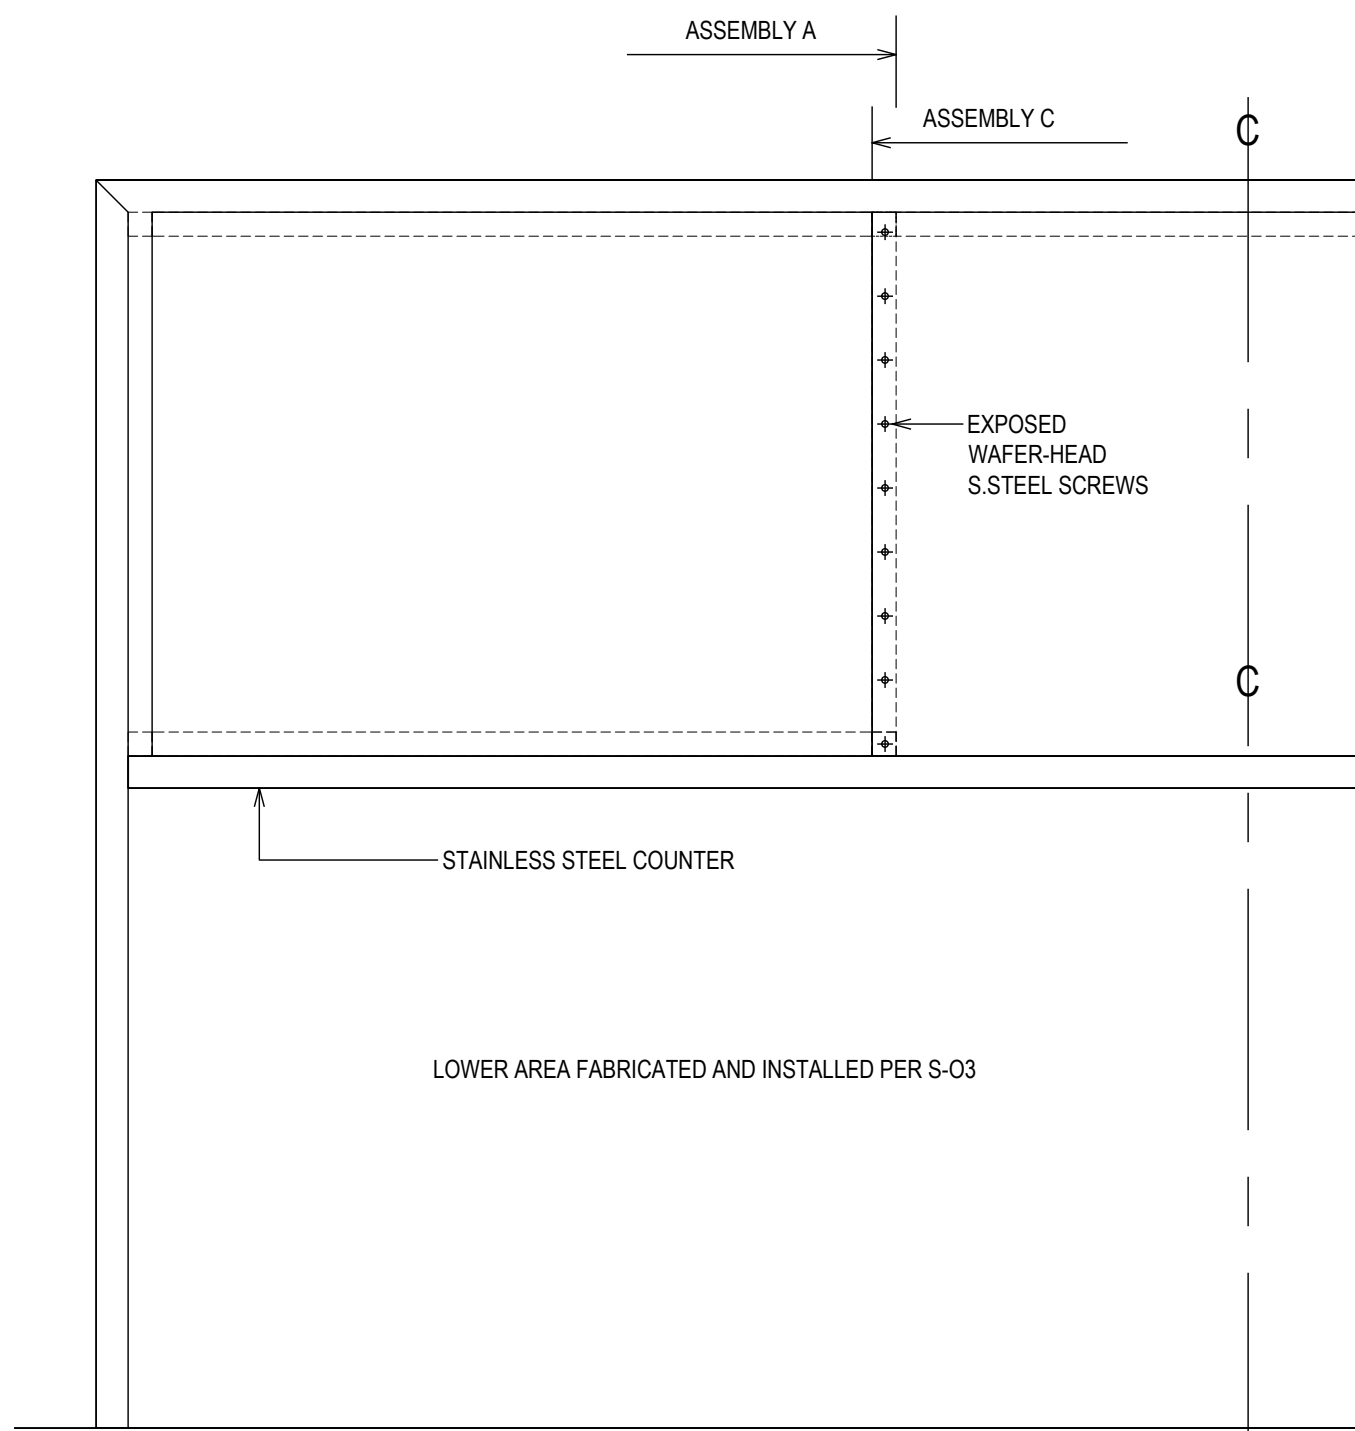 ASSEMBLY A
ASSEMBLY C
C
EXPOSED
WAFER-HEAD
S.STEEL SCREWS
C
STAINLESS STEEL COUNTER
LOWER AREA FABRICATED AND INSTALLED PER S-O3